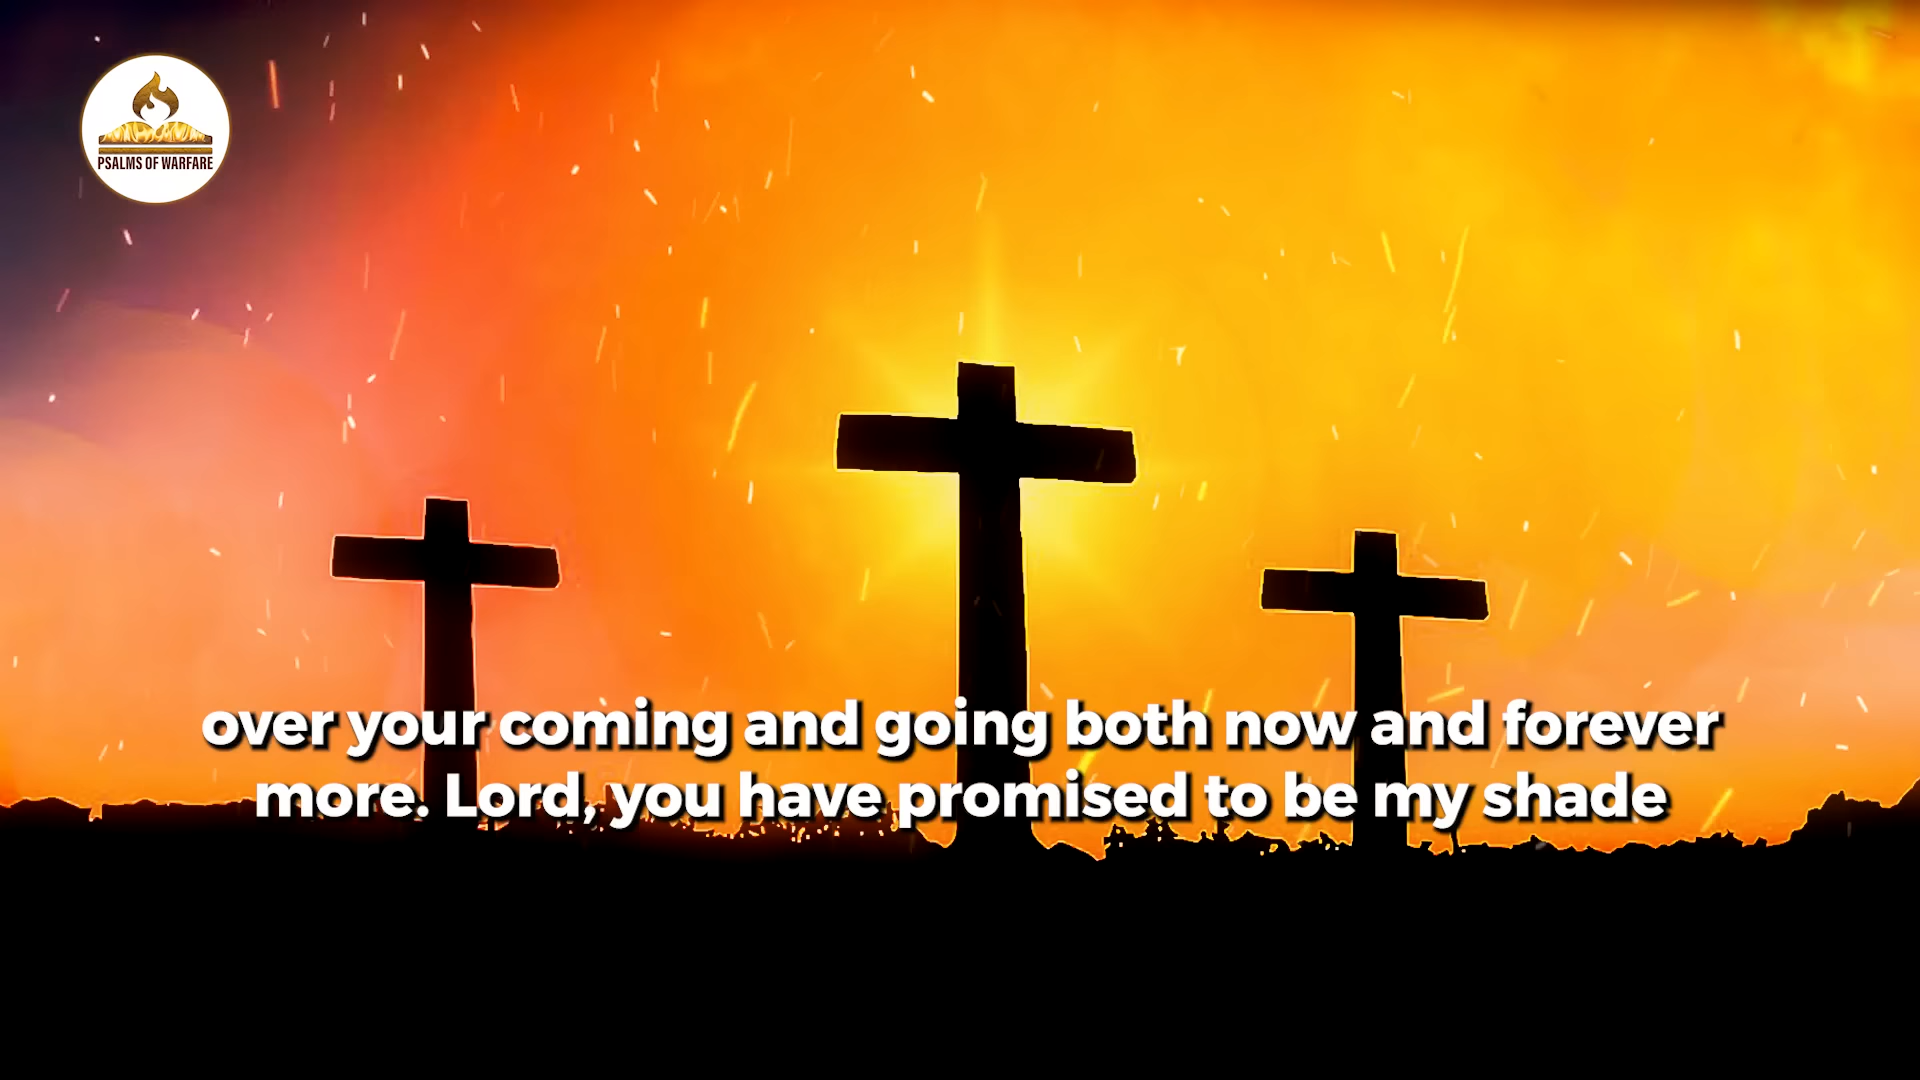 PSALMS OF WARFARE
over your coming and going both now and forever
more. Lord, you have promised to be my shade